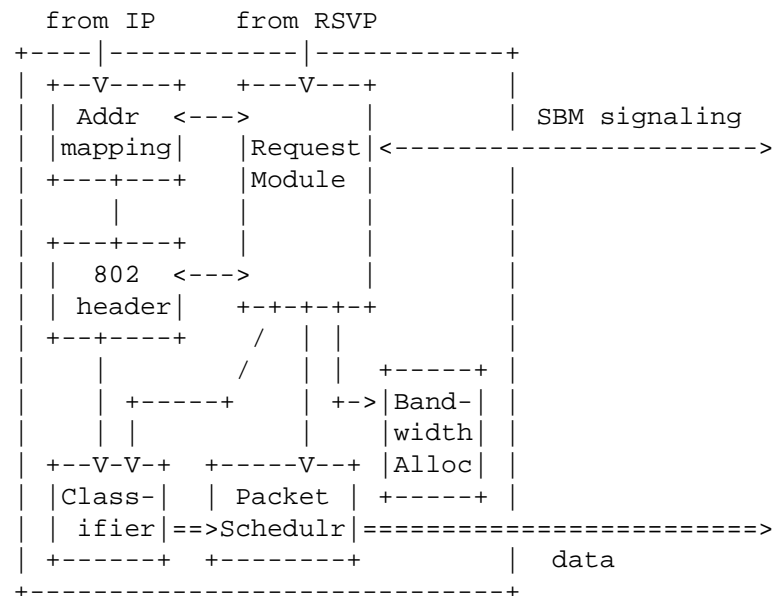 from IP from RSVP
Addr
mapping
Request
Module
SBM signaling
802
header
Band-
width
Alloc
Class-
ifier
Packet
Schedulr
data